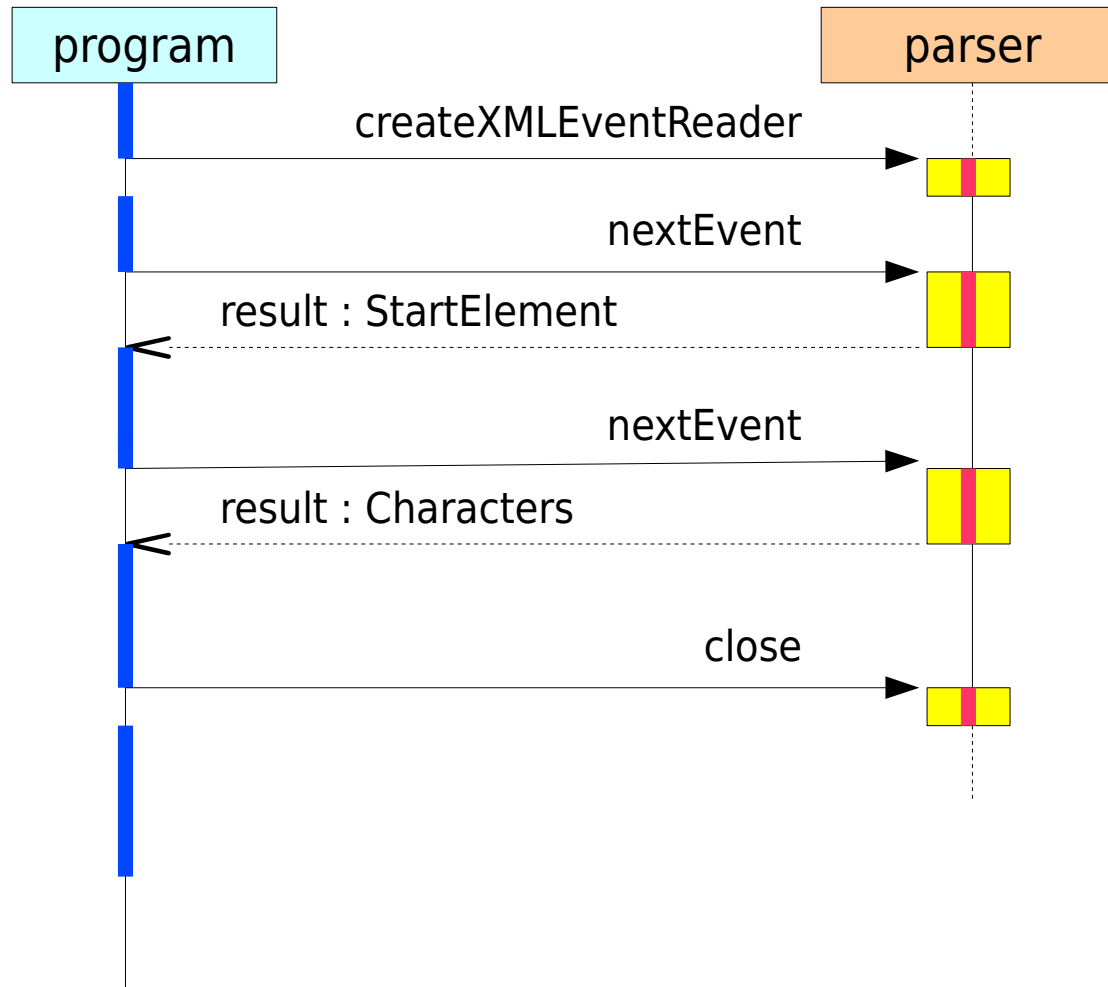 program
parser
createXMLEventReader
nextEvent
result : StartElement
nextEvent
result : Characters
close